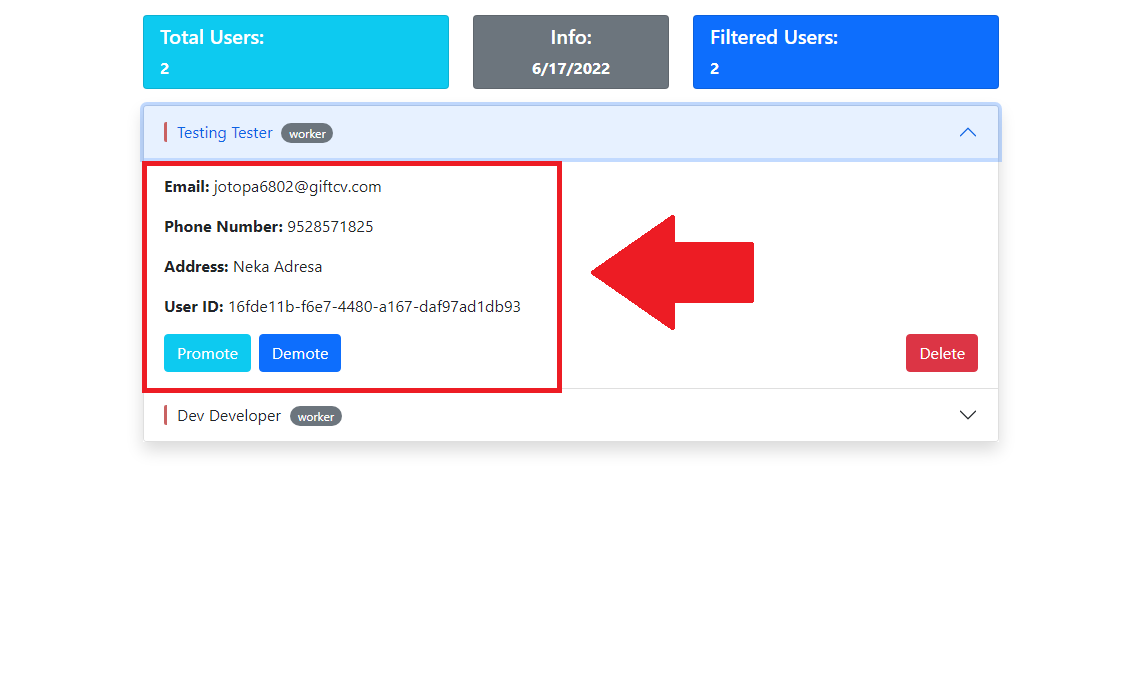 Total Users:
2
Info:
6/17/2022
Filtered Users:
2
Testing Tester worker
Email: jotopa6802@giftcv.com
Phone Number: 9528571825
Address: Neka Adresa
User ID: 16fde11b-f6e7-4480-a167-daf97ad1db93
Promote Demote Delete
Dev Developer worker